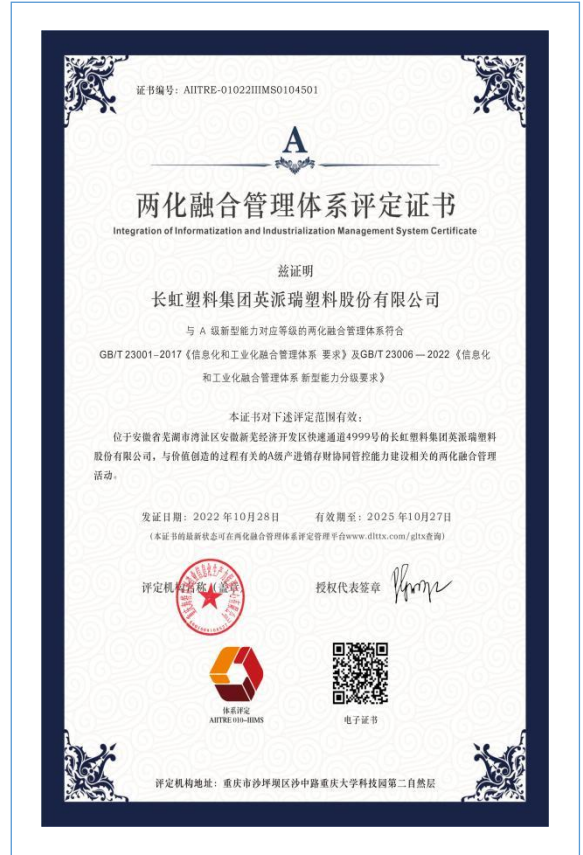 证书编号：AIITRE-01022IIIMS0104501
A
两化融合管理体系评定证书
Integration of Informatization and Industrialization Management System Certificate
兹证明
长虹塑料集团英派瑞塑料股份有限公司
与 A 级新型能力对应等级的两化融合管理体系符合
GB/T 23001-2017《信息化和工业化融合管理体系 要求》及GB/T 23006 — 2022《信息化
和工业化融合管理体系 新型能力分级要求》
本证书对下述评定范围有效：
位于安徽省芜湖市湾沚区安徽新芜经济开发区快速通道4999号的长虹塑料集团英派瑞塑料
股份有限公司，与价值创造的过程有关的A级产进销存财协同管控能力建设相关的两化融合管理
活动。
发证日期：2022 年10月28日 有效期至：2025 年10月27日
(本证书的最新状态可在两化融合管理体系评定管理平台www.dlttx.com/gltx查询)
评定机构名称（盖章） 授权代表签章
体系评定 电子证书
AIITRE 010-IIIMS
评定机构地址：重庆市沙坪坝区沙中路重庆大学科技园第二自然层